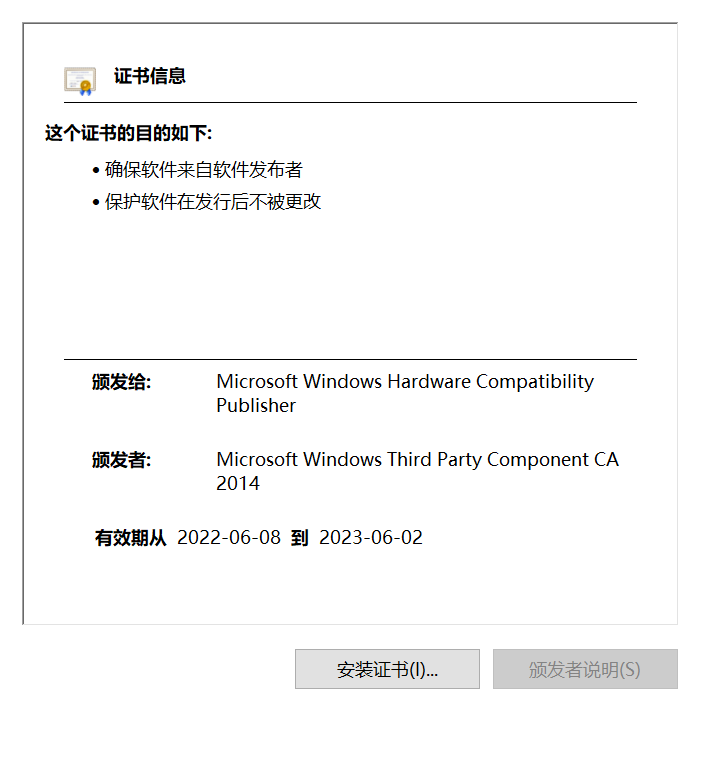 证书信息
这个证书的目的如下:
• 确保软件来自软件发布者
• 保护软件在发行后不被更改
颁发给: Microsoft Windows Hardware Compatibility
Publisher
颁发者: Microsoft Windows Third Party Component CA
2014
有效期从 2022-06-08 到 2023-06-02
安装证书(I)... 颁发者说明(S)